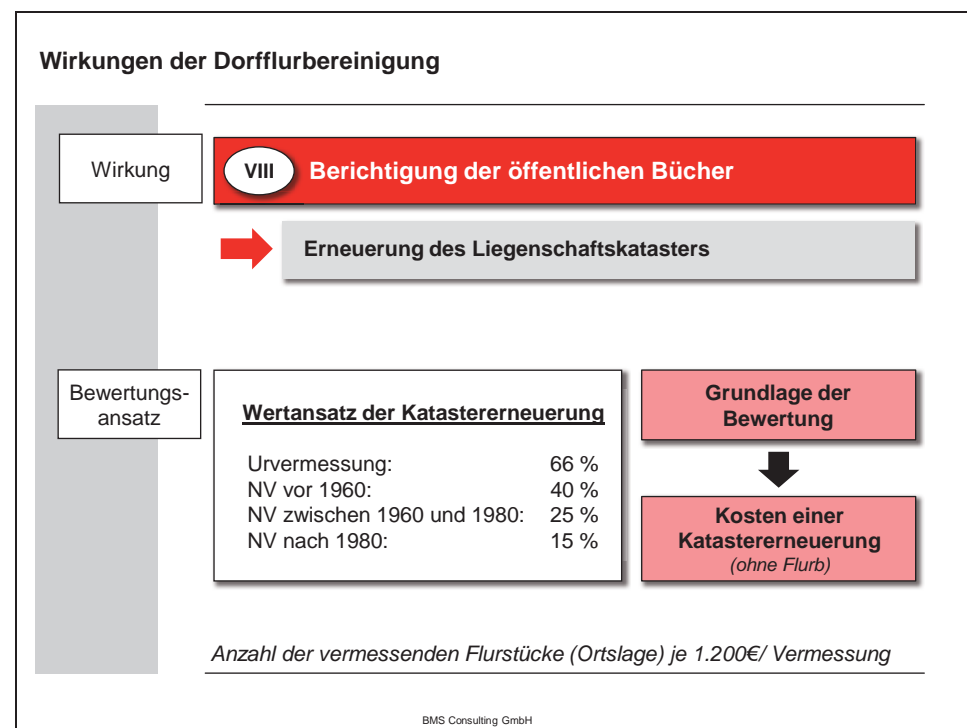 Wirkungen der Dorfflurbereinigung
Wirkung
VIII
Berichtigung der öffentlichen Bücher
Erneuerung des Liegenschaftskatasters
Bewertungs-
ansatz
Wertansatz der Katastererneuerung
Urvermessung: 66 %
NV vor 1960: 40 %
NV zwischen 1960 und 1980: 25 %
NV nach 1980: 15 %
Grundlage der
Bewertung
Kosten einer
Katastererneuerung
(ohne Flurb)
Anzahl der vermessenden Flurstücke (Ortslage) je 1.200€/ Vermessung
BMS Consulting GmbH